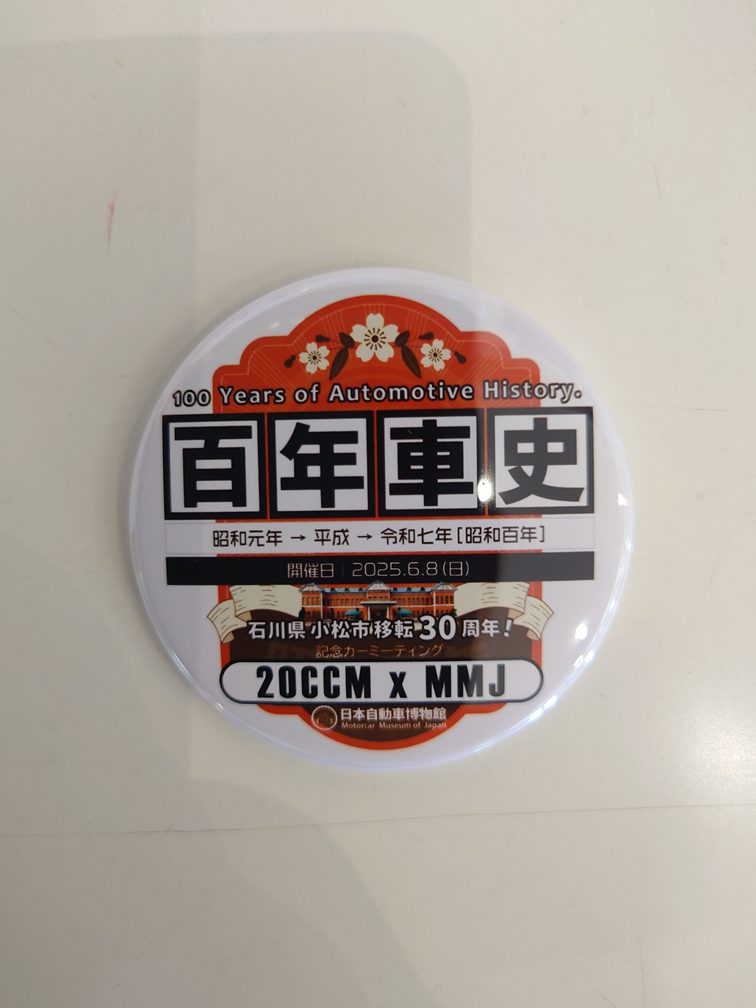 100 Years of Automotive History.
百年車史
昭和元年 → 平成 → 令和七年 [昭和百年]
開催日 | 2025.6.8 (日)
石川県 小松市 移転 30 周年!
記念カーミーティング
20CCM x MMJ
日本自動車博物館
Motorcar Museum of Japan